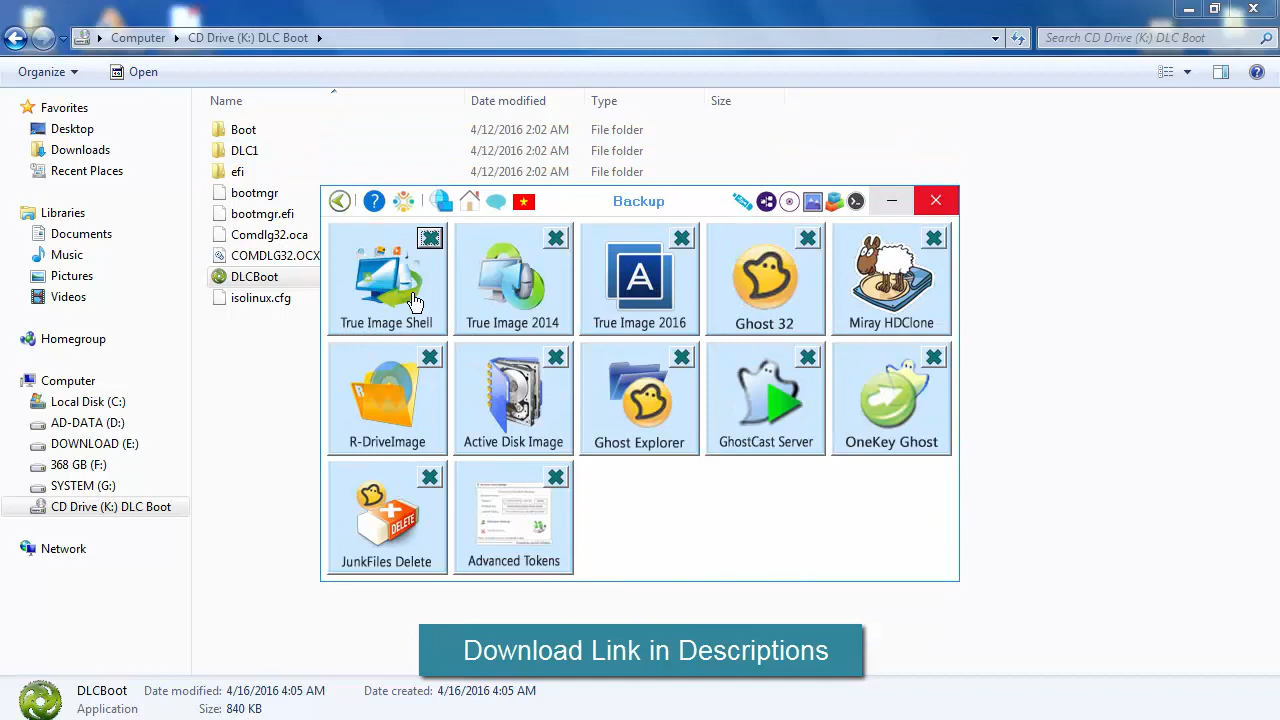 Computer CD Drive (K:) DLC Boot
Search CD Drive (K:) DLC Boot
Organize Open
Favorites
Desktop
Downloads
Recent Places
Libraries
Documents
Music
Pictures
Videos
Homegroup
Computer
Local Disk (C:)
AD-DATA (D:)
DOWNLOAD (E:)
368 GB (F:)
SYSTEM (G:)
CD Drive (K:) DLC Boot
Network
Name Date modified Type Size
Boot 4/12/2016 2:02 AM File folder
DLC1 4/12/2016 2:02 AM File folder
efi 4/12/2016 2:02 AM File folder
bootmgr
bootmgr.efi
Comdlg32.oca
COMDLG32.OCX
DLCBoot
isolinux.cfg
Backup
True Image Shell
True Image 2014
A
True Image 2016
Ghost 32
Miray HDClone
R
R-DriveImage
Active Disk Image
Ghost Explorer
GhostCast Server
OneKey Ghost
DELETE
JunkFiles Delete
Advanced Tokens
Download Link in Descriptions
DLCBoot Date modified: 4/16/2016 4:05 AM Date created: 4/16/2016 4:05 AM
Application Size: 840 KB